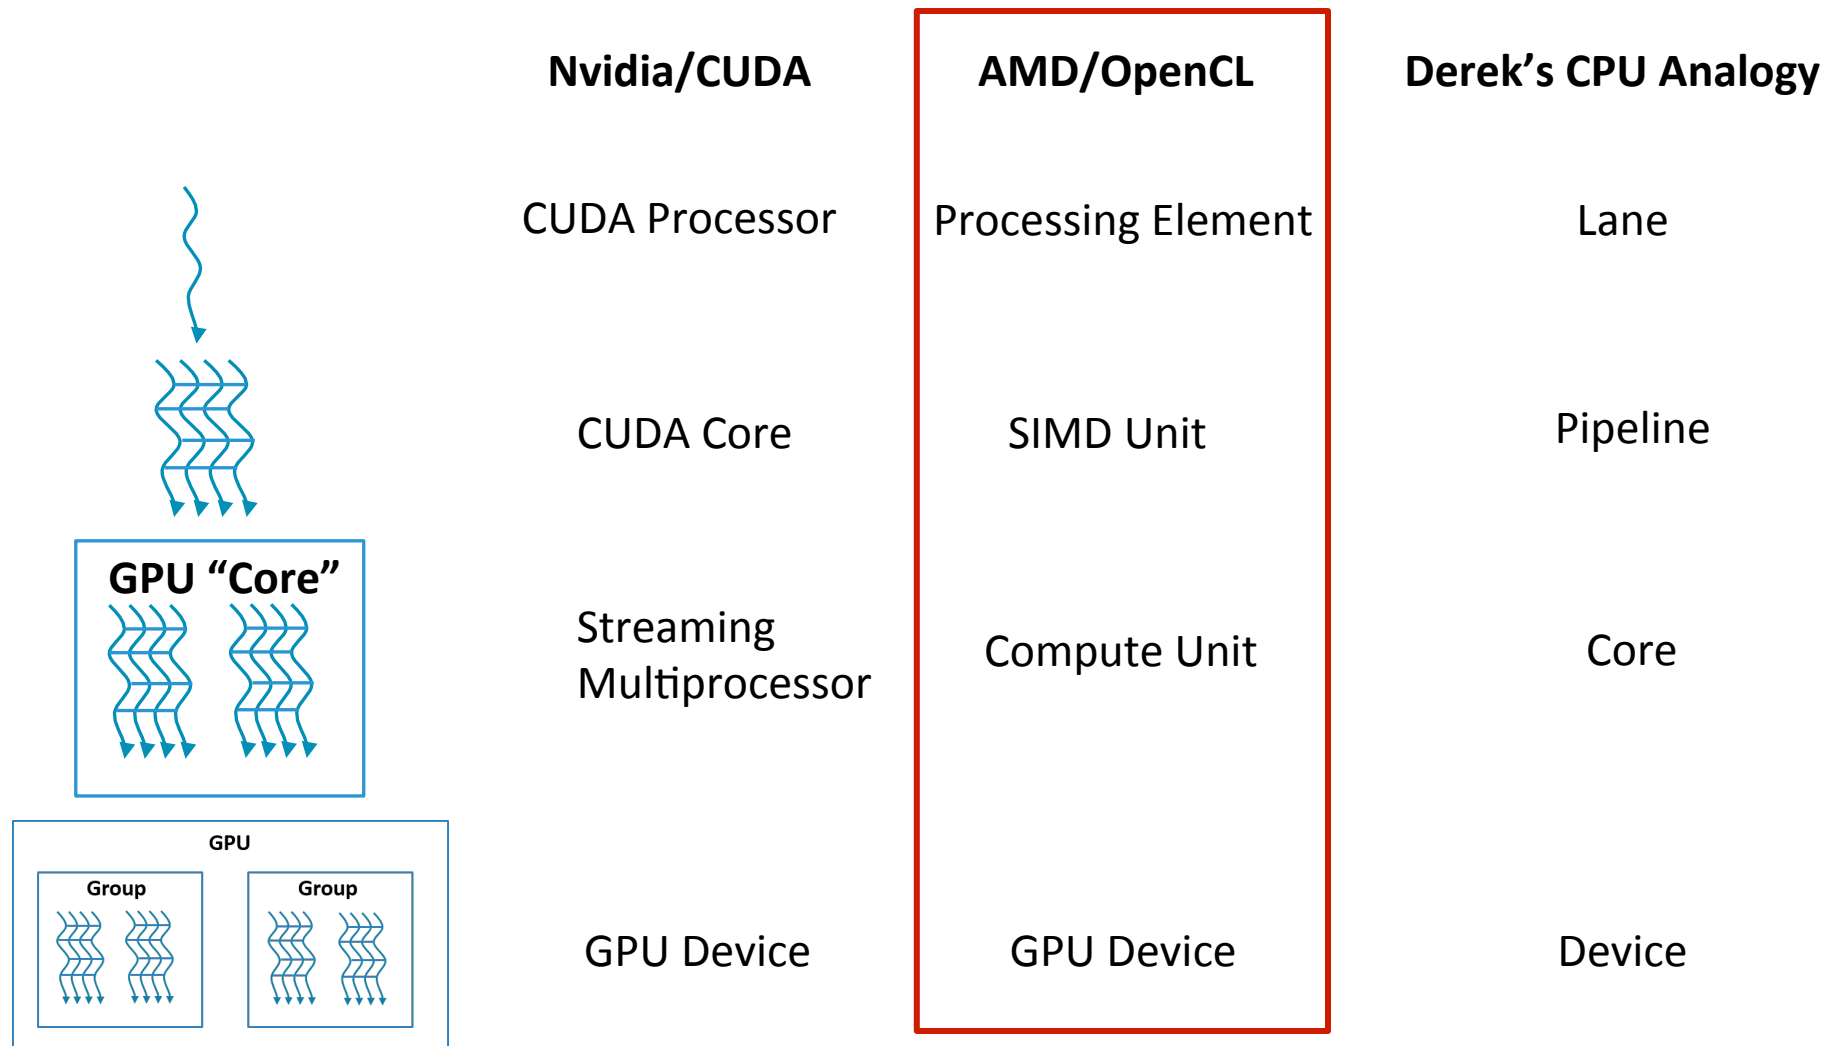 Nvidia/CUDA
AMD/OpenCL
Derek’s CPU Analogy
CUDA Processor
Processing Element
Lane
CUDA Core
SIMD Unit
Pipeline
GPU “Core”
Streaming
Multiprocessor
Compute Unit
Core
GPU
Group
Group
GPU Device
GPU Device
Device